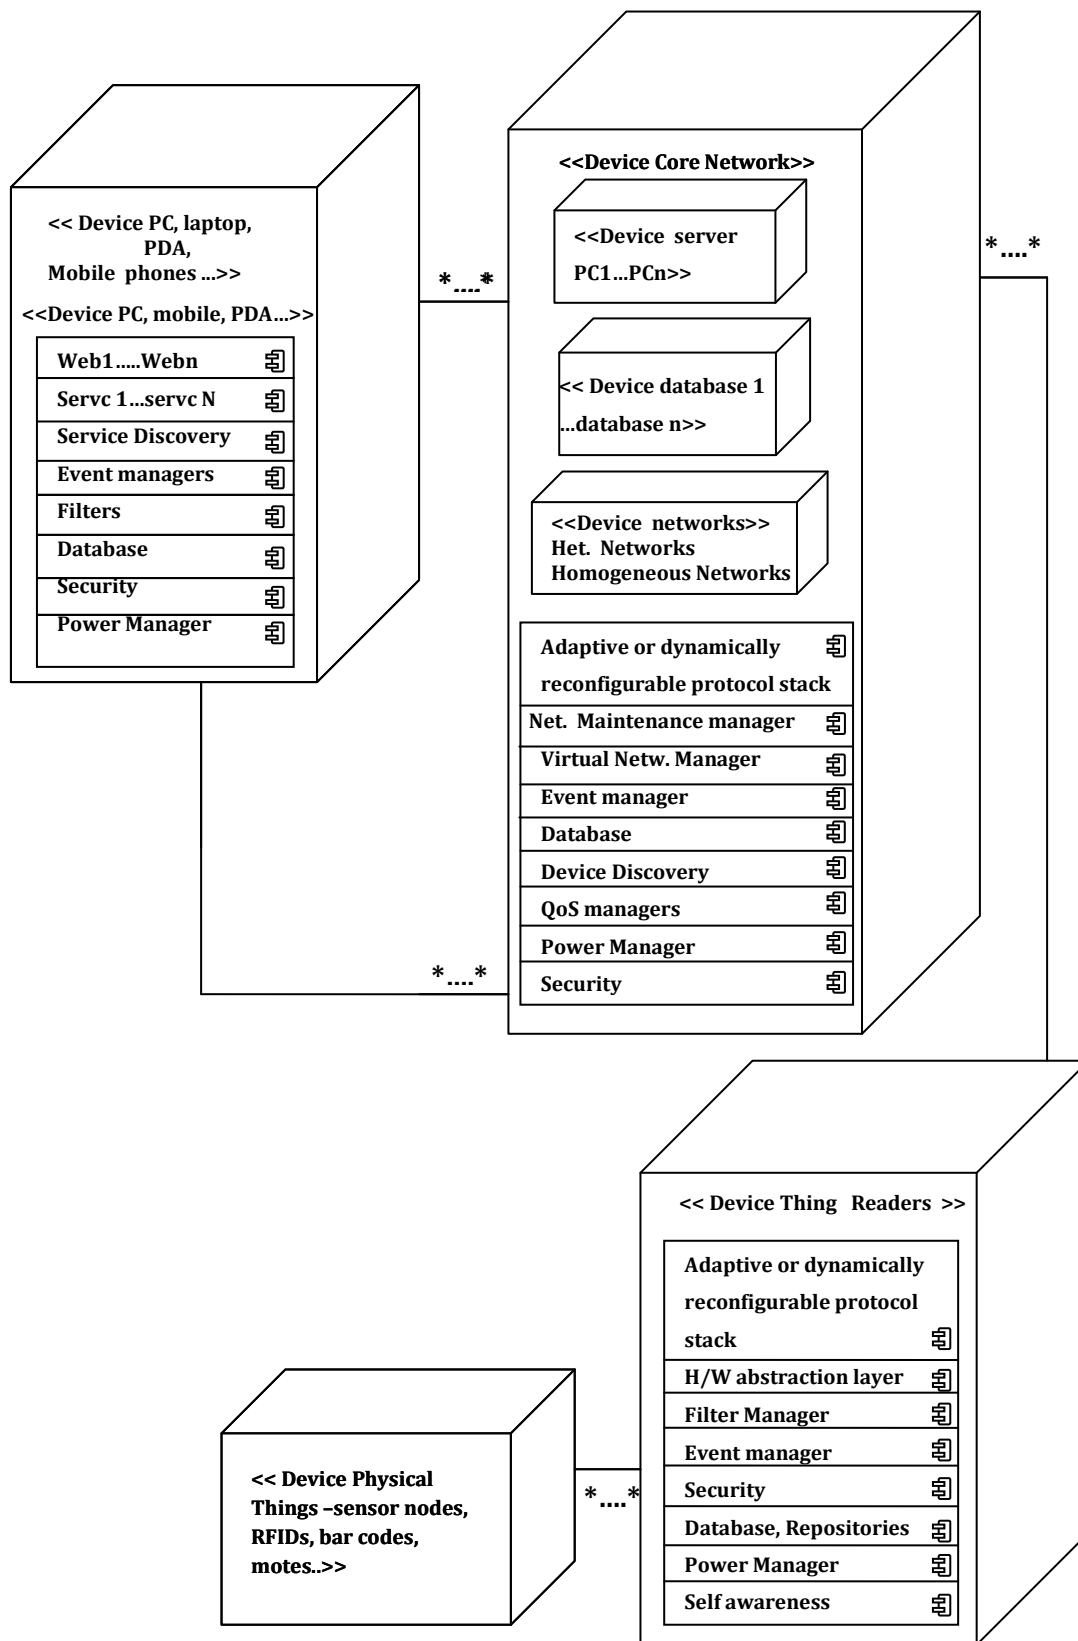 <<Device Core Network>>
<< Device PC, laptop,
PDA,
Mobile phones ...>>
<<Device PC, mobile, PDA...>>
Web1.....Webn
Servc 1...servc N
Service Discovery
Event managers
Filters
Database
Security
Power Manager
*....*
*....*
*....*
<<Device server
PC1...PCn>>
<< Device database 1
...database n>>
<<Device networks>>
Het. Networks
Homogeneous Networks
Adaptive or dynamically
reconfigurable protocol stack
Net. Maintenance manager
Virtual Netw. Manager
Event manager
Database
Device Discovery
QoS managers
Power Manager
Security
<< Device Thing Readers >>
Adaptive or dynamically
reconfigurable protocol
stack
H/W abstraction layer
Filter Manager
Event manager
Security
Database, Repositories
Power Manager
Self awareness
*....*
<< Device Physical
Things –sensor nodes,
RFIDs, bar codes,
motes..>>